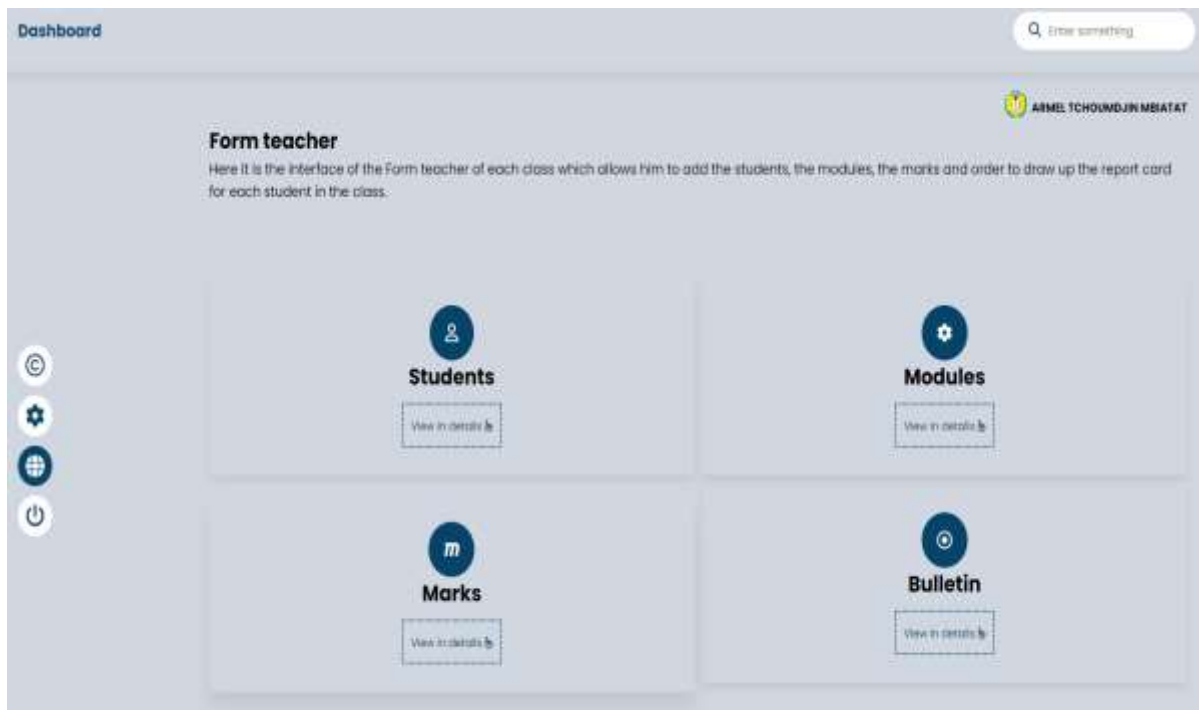 Dashboard
Enter something
ARMEL TCHOUMDJIN MBIATAT
Form teacher
Here it is the interface of the Form teacher of each class which allows him to add the students, the modules, the marks and order to draw up the report card
for each student in the class.
Students
View in details
Modules
View in details
m
Marks
View in details
Bulletin
View in details